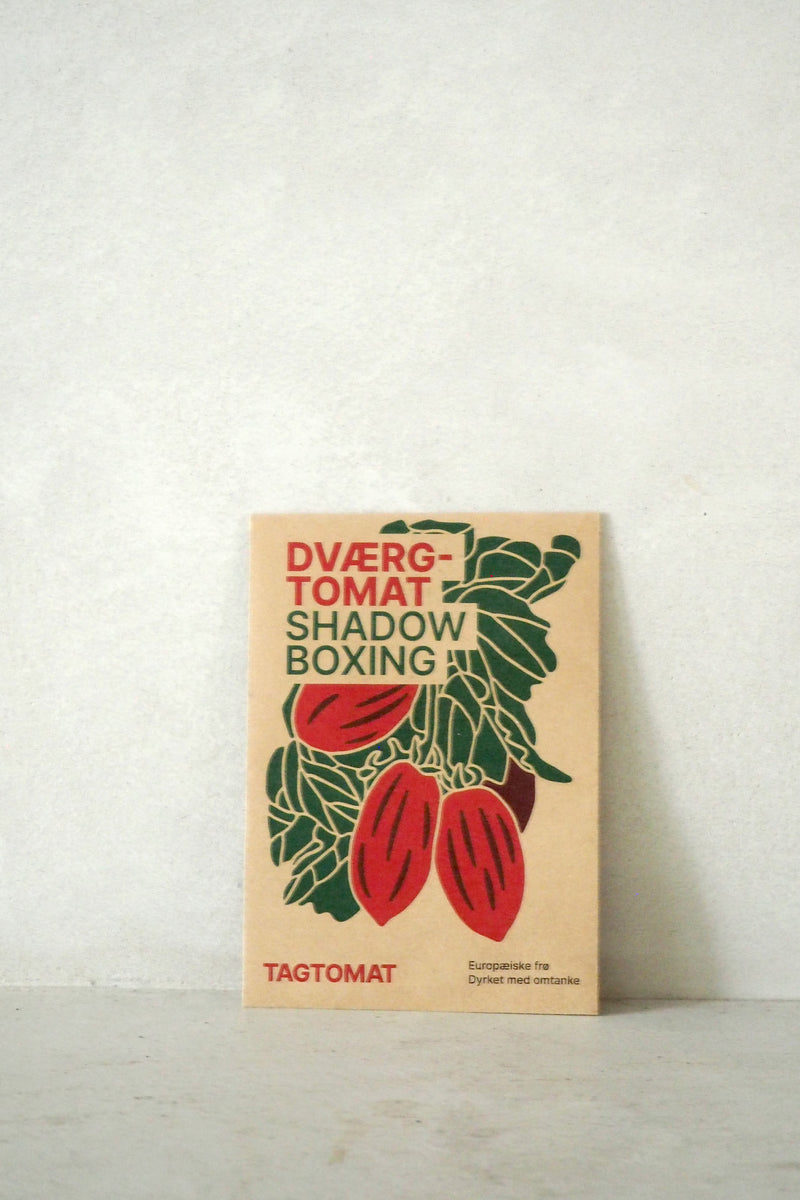 DVÆRG-
TOMAT
SHADOW
BOXING
TAGTOMAT
Europæiske frø
Dyrket med omtanke